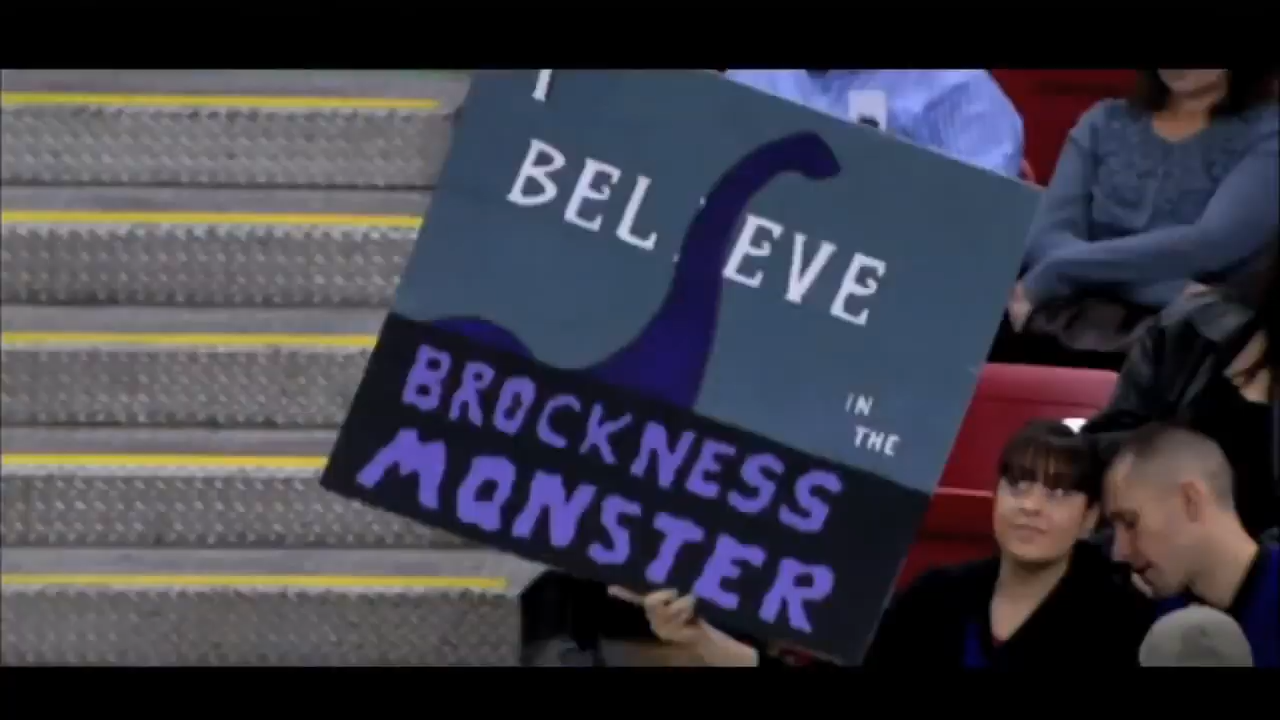 I
BEL EVE
IN
THE
BROCKNESS
MONSTER